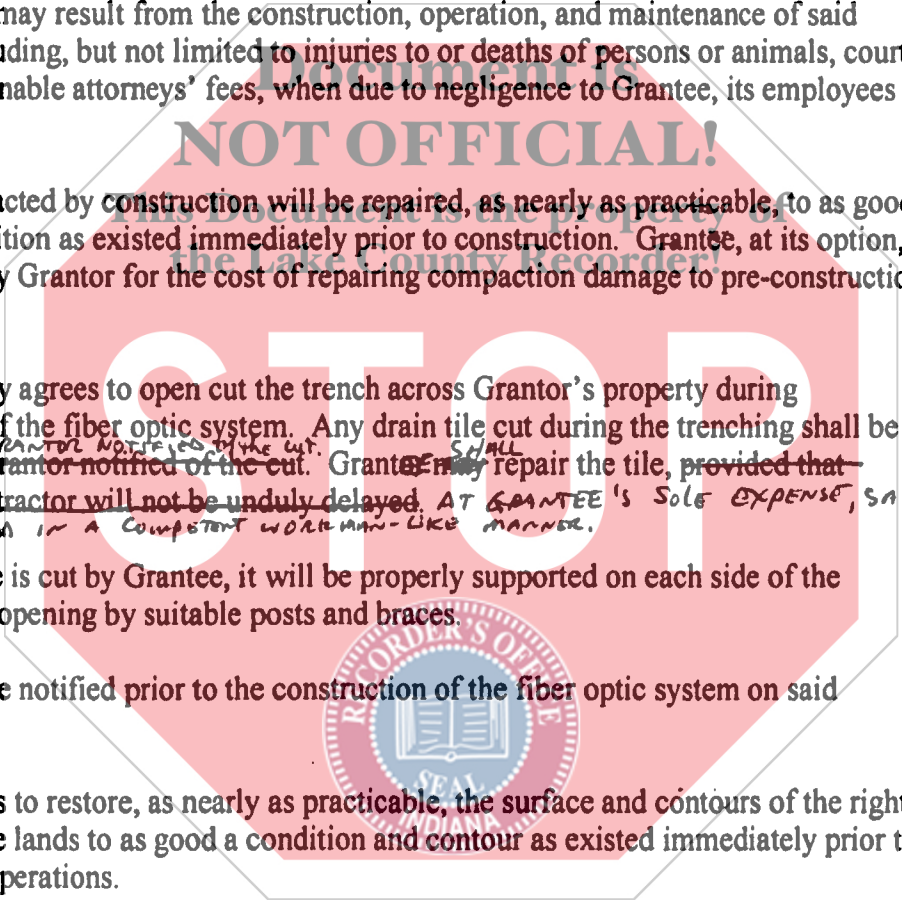 may result from the construction, operation, and maintenance of said
ding, but not limited to injuries to or deaths of persons or animals, court
nable attorneys' fees, when due to negligence to Grantee, its employees
Document is
NOT OFFICIAL!
This Document is the property of
the Lake County Recorder!
cted by construction will be repaired, as nearly as practicable, to as good
ition as existed immediately prior to construction. Grantee, at its option,
y Grantor for the cost of repairing compaction damage to pre-constructio
STOP
y agrees to open cut the trench across Grantor's property during
f the fiber optic system. Any drain tile cut during the trenching shall be
RANTOR NOTIFIED OF THE CUT. SHALL
rantor notified of the cut. Grantee may repair the tile, provided that
tractor will not be unduly delayed. AT GRANTEE'S SOLE EXPENSE,
IN A COMPETENT WORKMAN-LIKE MANNER.
e is cut by Grantee, it will be properly supported on each side of the
opening by suitable posts and braces.
RECORDER'S OFFICE
SEAL
INDIANA
e notified prior to the construction of the fiber optic system on said
s to restore, as nearly as practicable, the surface and contours of the right
e lands to as good a condition and contour as existed immediately prior t
perations.